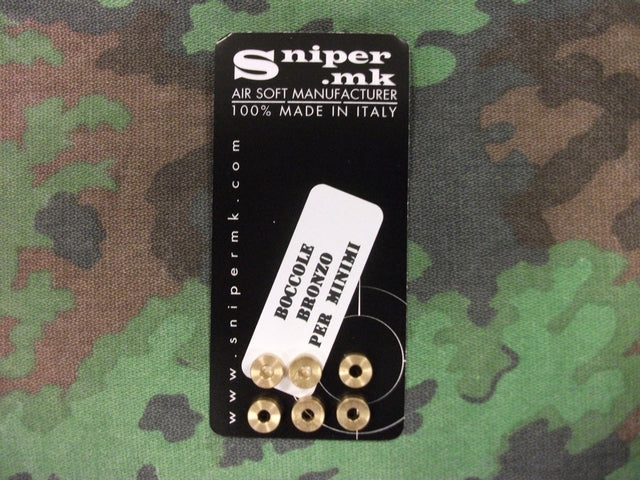 Sniper
.mk
AIR SOFT MANUFACTURER
100% MADE IN ITALY
www.snipermk.com
BOCCOLE
BRONZO
PER MINIMI